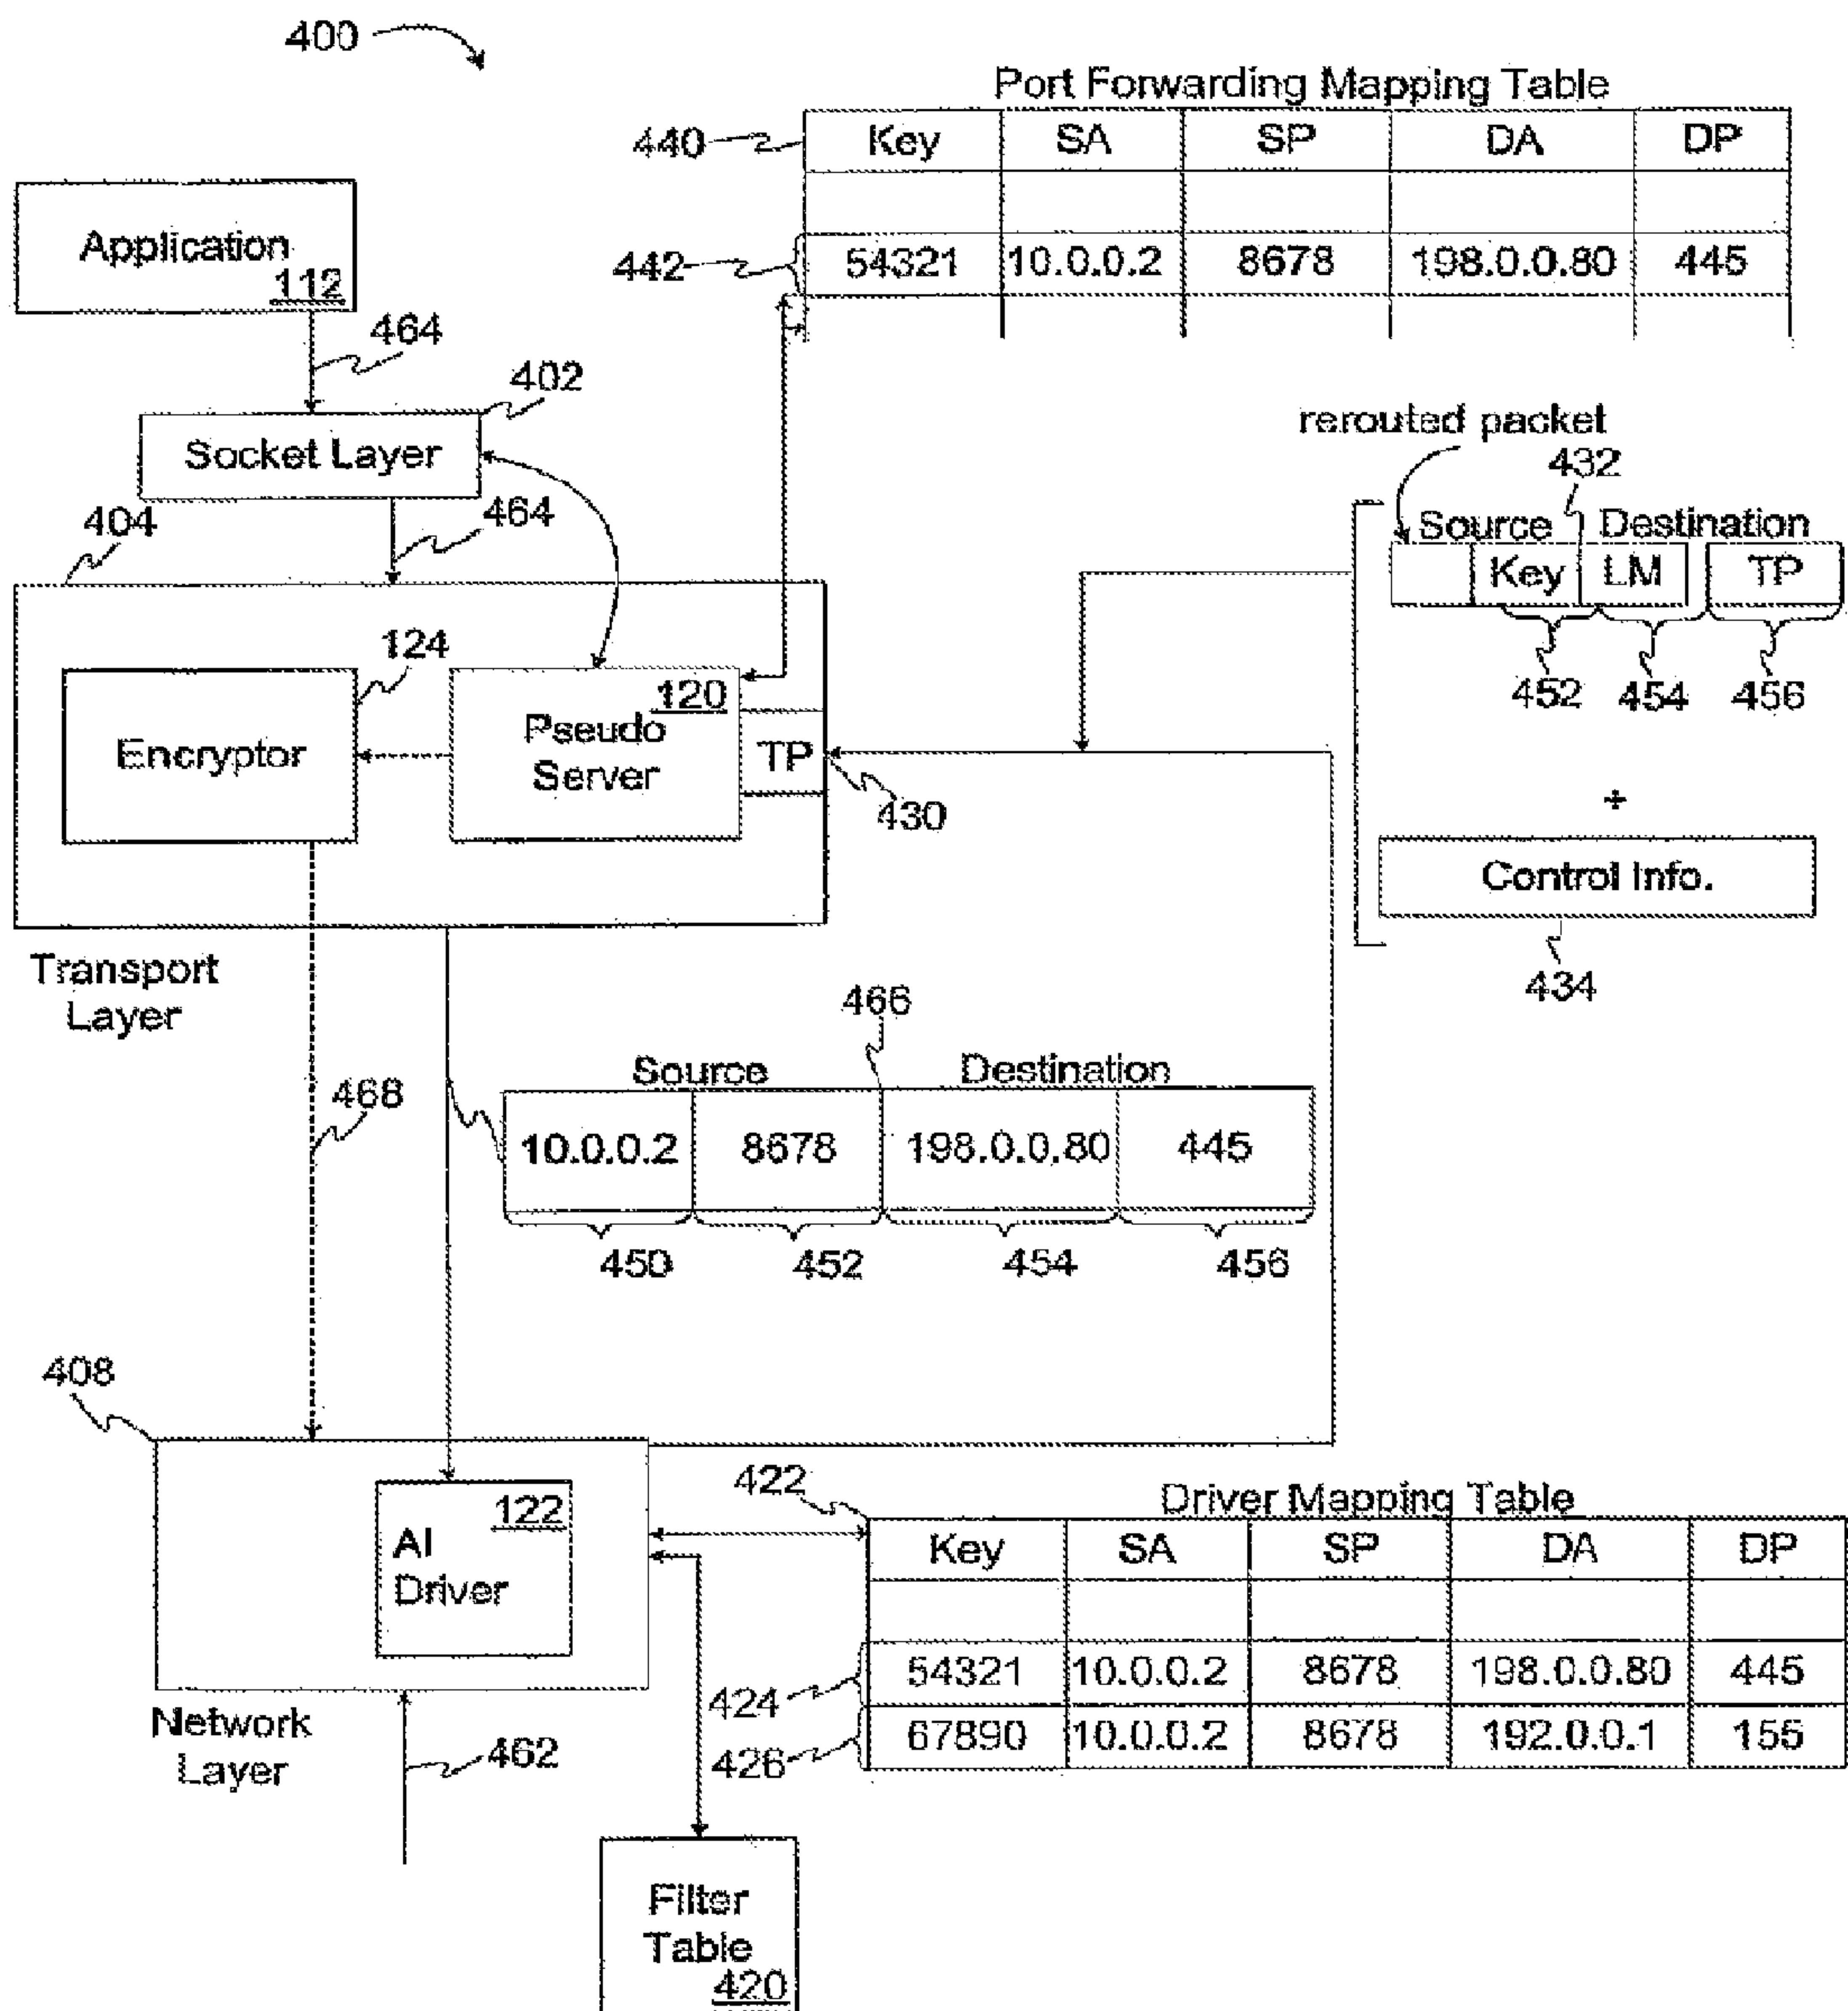 400
Port Forwarding Mapping Table
440 Key SA SP DA DP
442 54321 10.0.0.2 8678 198.0.0.80 445
Application
112
464
402
Socket Layer
404
464
rerouted packet
432
Source Destination
Key LM TP
452 454 456
+
Control Info.
434
124
Encryptor
120
Pseudo
Server
TP
430
Transport
Layer
466
Source Destination
468
10.0.0.2 8678 198.0.0.80 445
450 452 454 456
408
122
AI
Driver
Network
Layer
462
422
Driver Mapping Table
Key SA SP DA DP
424 54321 10.0.0.2 8678 198.0.0.80 445
426 67890 10.0.0.2 8678 192.0.0.1 155
Filter
Table
420